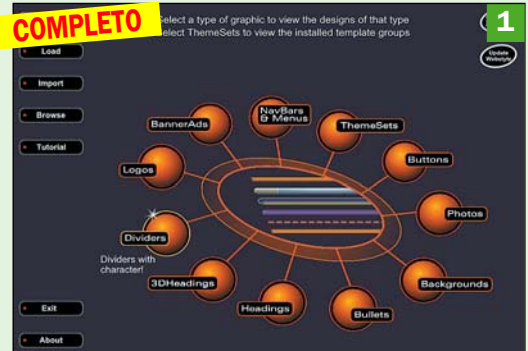 COMPLETO
1
Select a type of graphic to view the designs of that type
Select ThemeSets to view the installed template groups
Update
Webstyle
Load
Import
Browse
Tutorial
NavBars
& Menus
BannerAds
ThemeSets
Logos
Buttons
Dividers
Photos
Dividers with
character!
3DHeadings
Backgrounds
Headings
Bullets
Exit
About